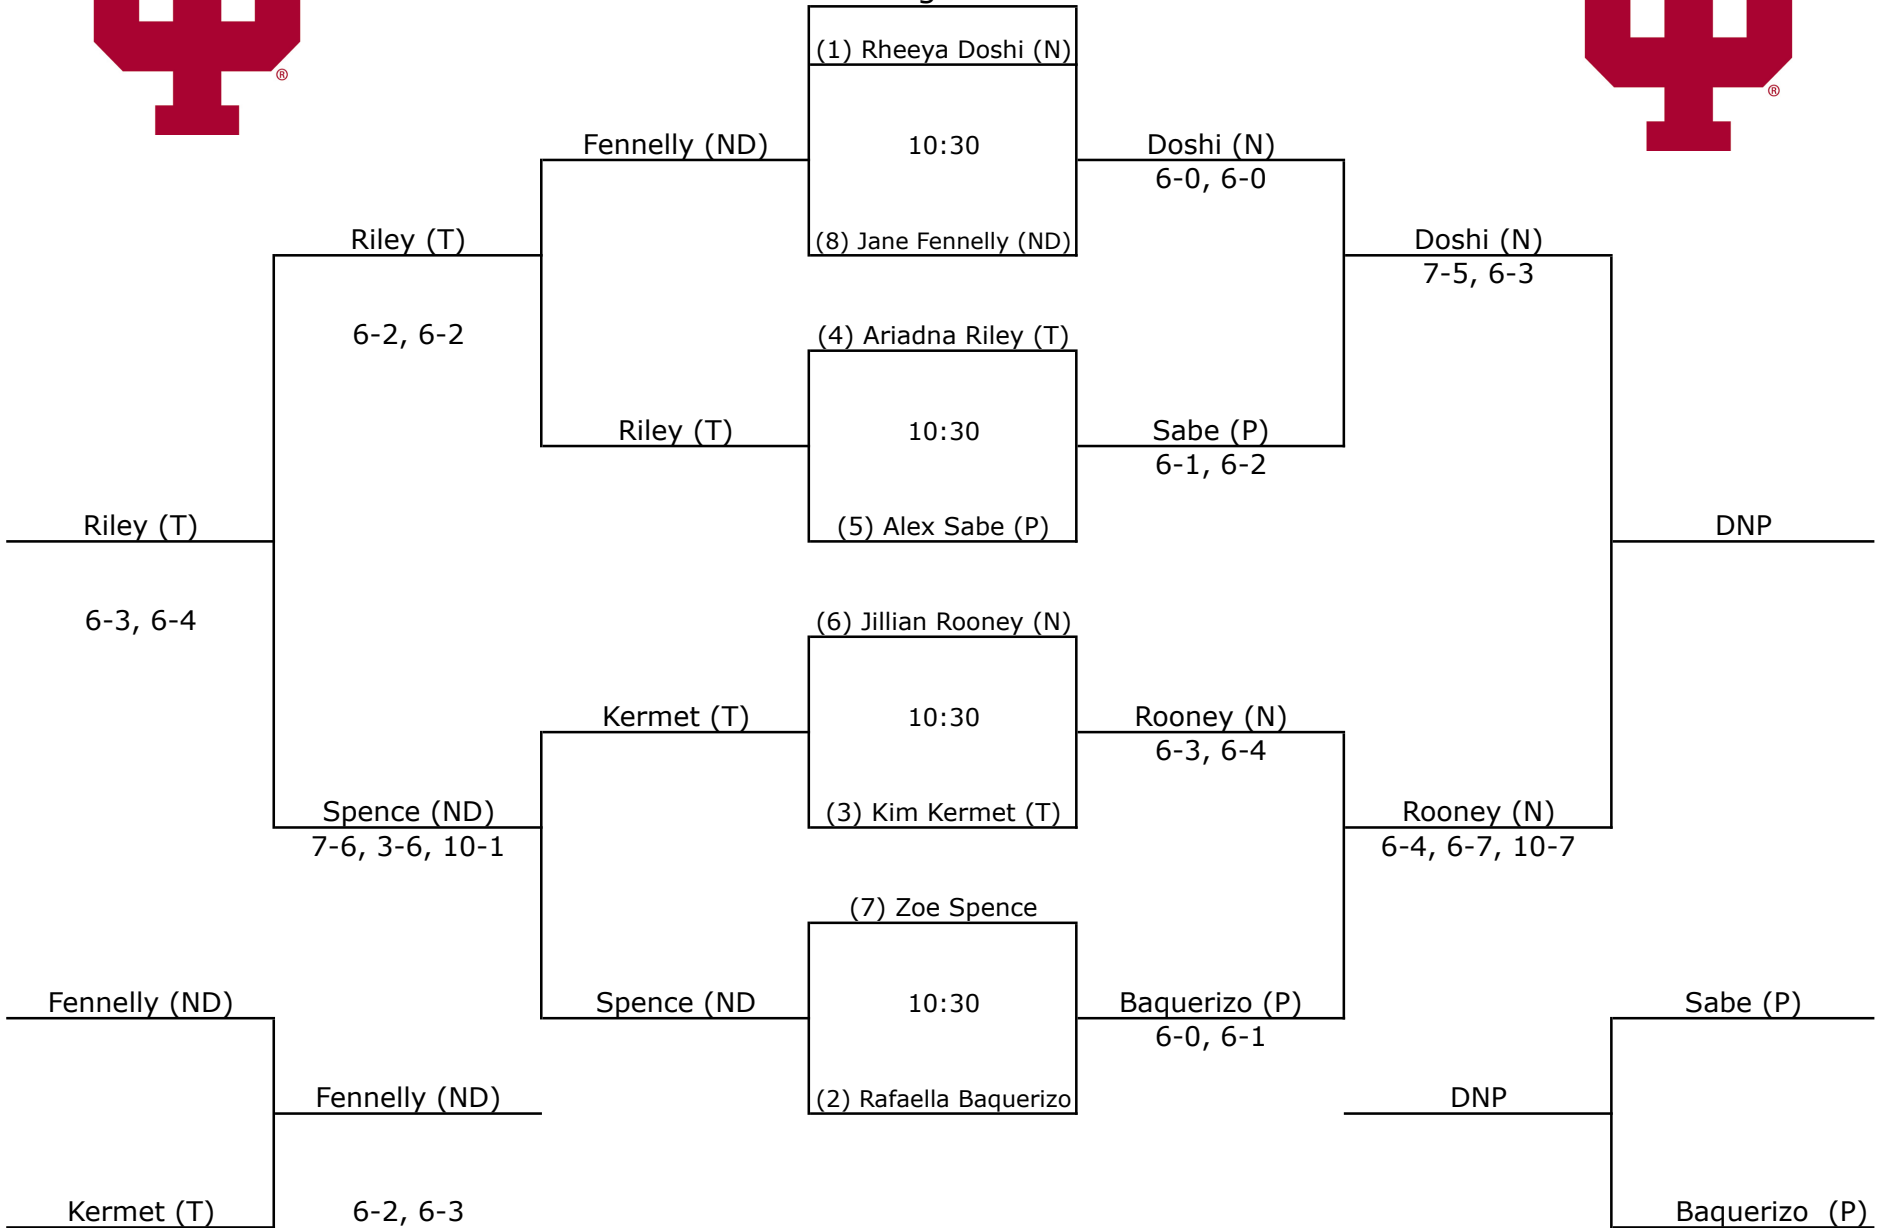 (1) Rheeya Doshi (N)
Fennelly (ND) 10:30 Doshi (N)
6-0, 6-0
Riley (T) (8) Jane Fennelly (ND) Doshi (N)
7-5, 6-3
6-2, 6-2 (4) Ariadna Riley (T)
Riley (T) 10:30 Sabe (P)
6-1, 6-2
Riley (T) (5) Alex Sabe (P) DNP
6-3, 6-4 (6) Jillian Rooney (N)
Kermet (T) 10:30 Rooney (N)
6-3, 6-4
Spence (ND) (3) Kim Kermet (T) Rooney (N)
7-6, 3-6, 10-1 6-4, 6-7, 10-7
(7) Zoe Spence
Fennelly (ND) Spence (ND 10:30 Baquerizo (P) Sabe (P)
6-0, 6-1
Fennelly (ND) (2) Rafaella Baquerizo DNP
Kermet (T) 6-2, 6-3 Baquerizo (P)